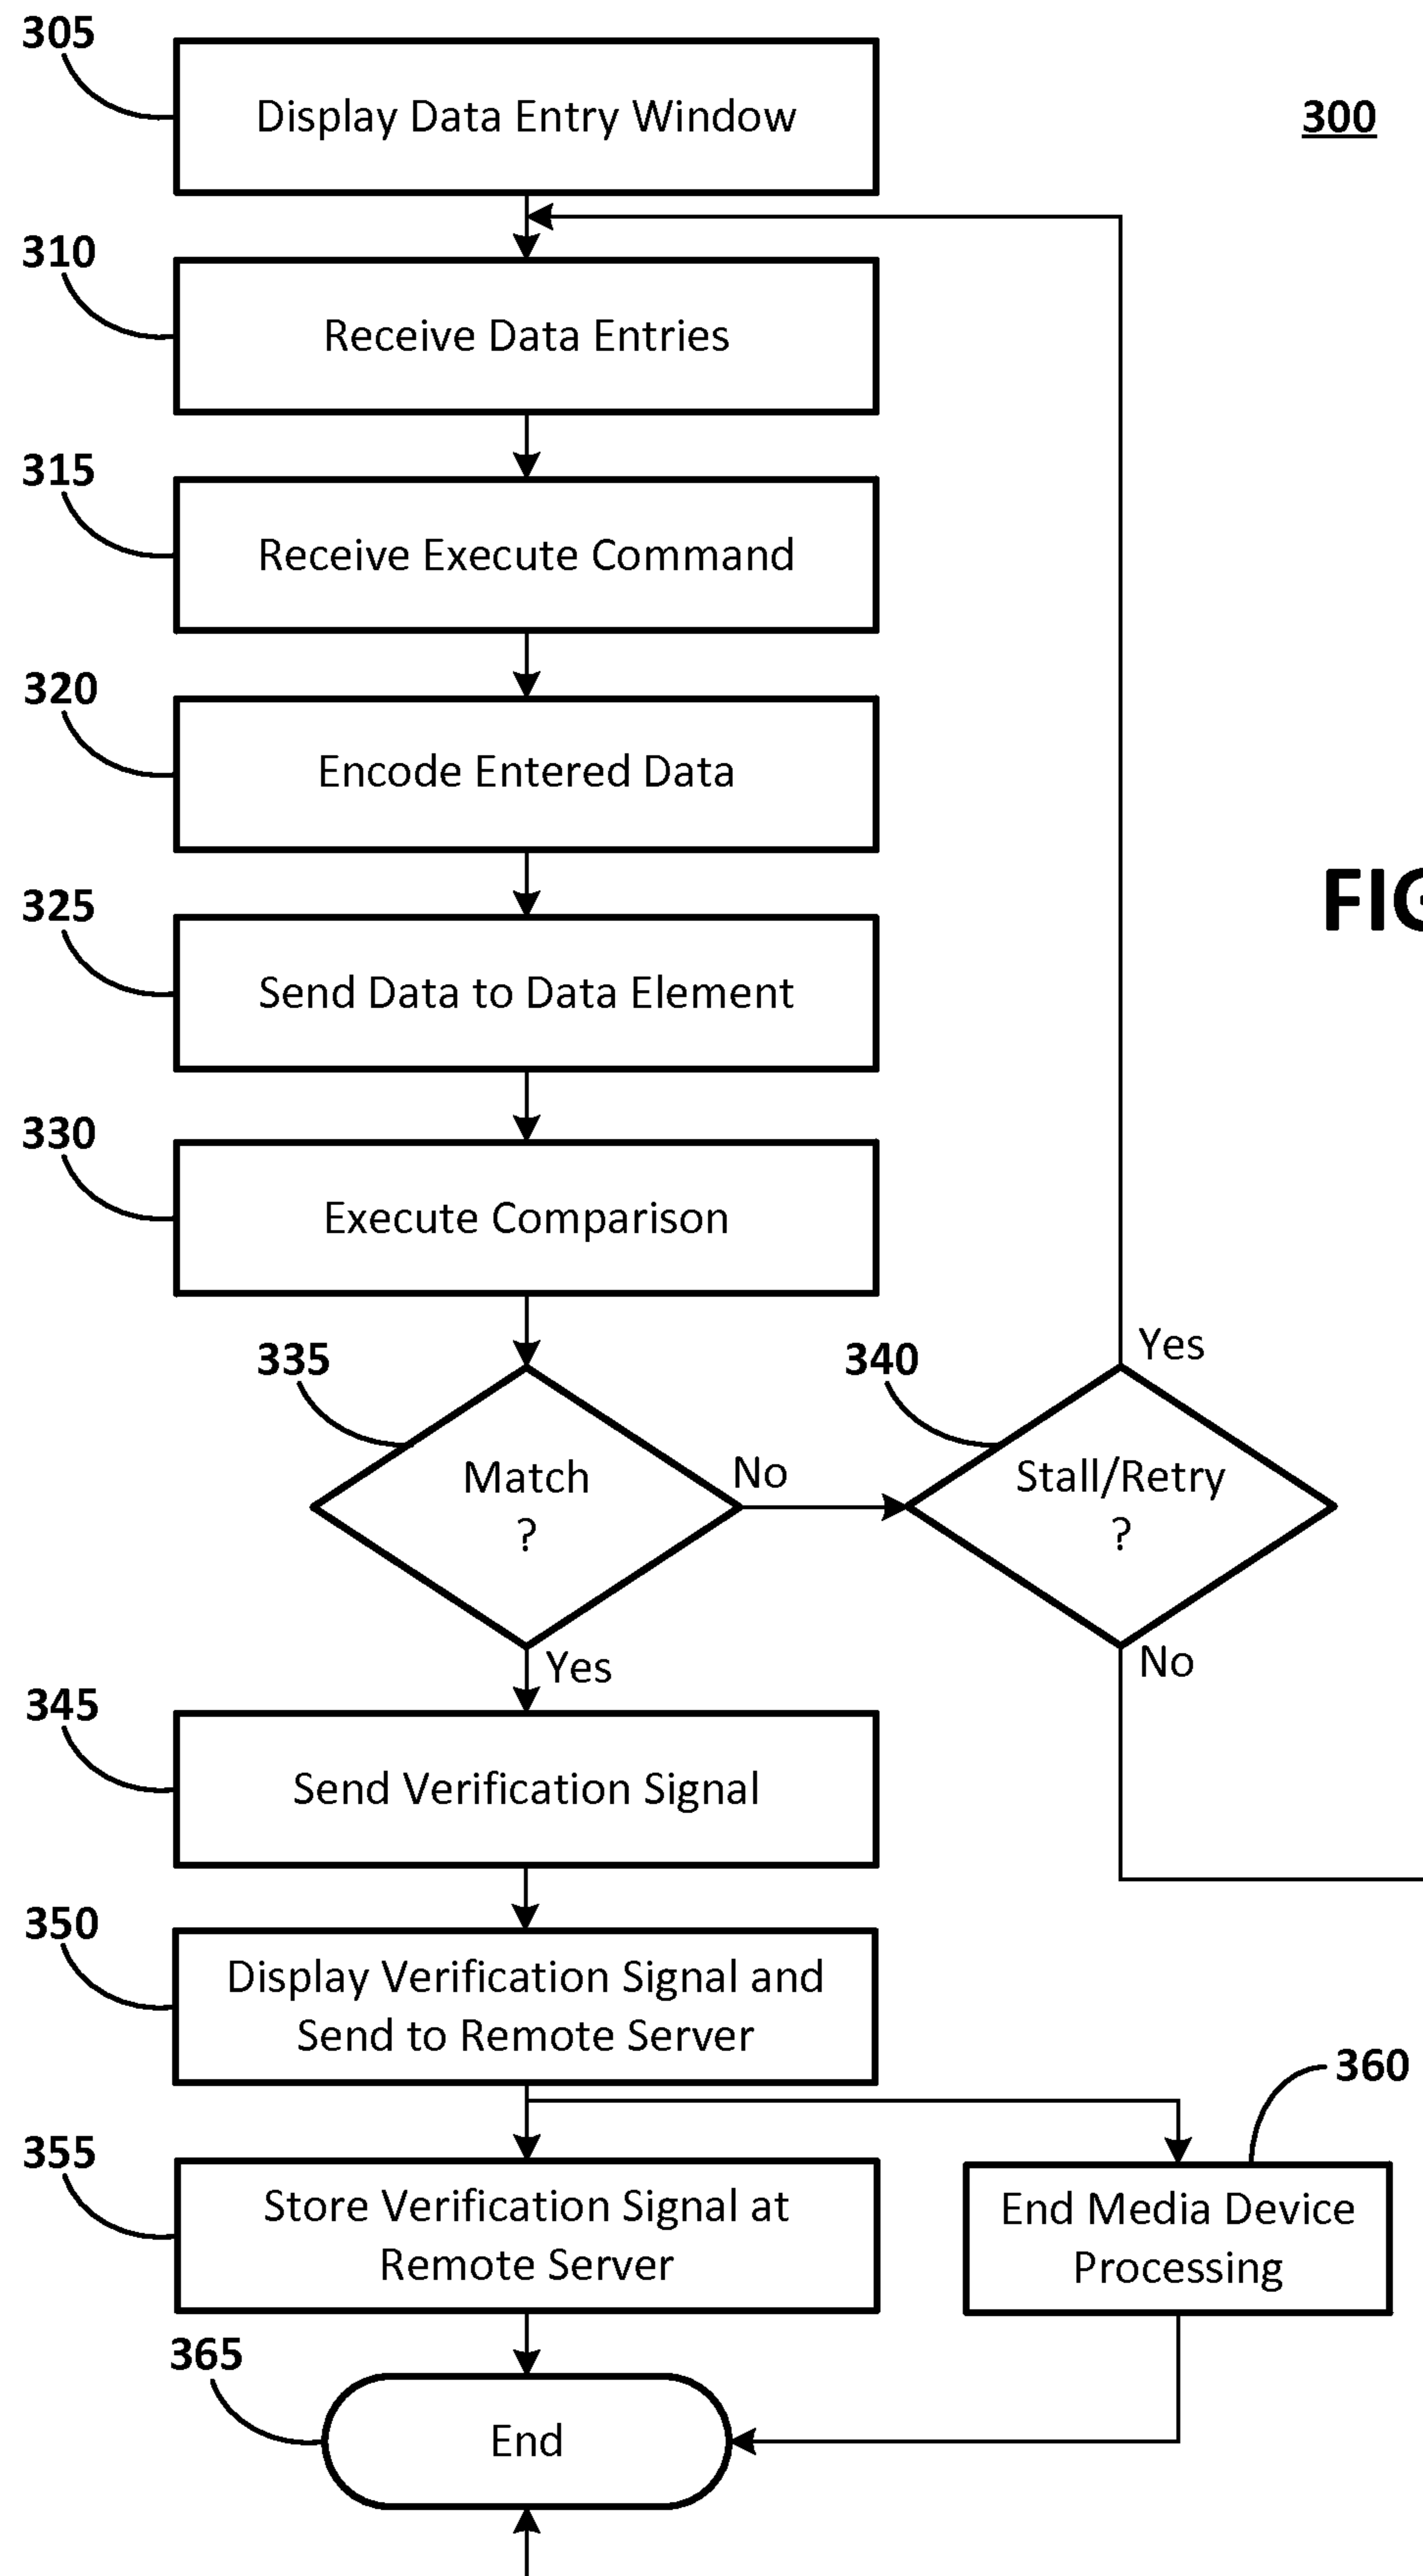 305
Display Data Entry Window
300
310
Receive Data Entries
315
Receive Execute Command
320
Encode Entered Data
FIG
325
Send Data to Data Element
330
Execute Comparison
335
Match
?
No
340
Stall/Retry
?
Yes
No
Yes
345
Send Verification Signal
350
Display Verification Signal and
Send to Remote Server
360
355
Store Verification Signal at
Remote Server
End Media Device
Processing
365
End